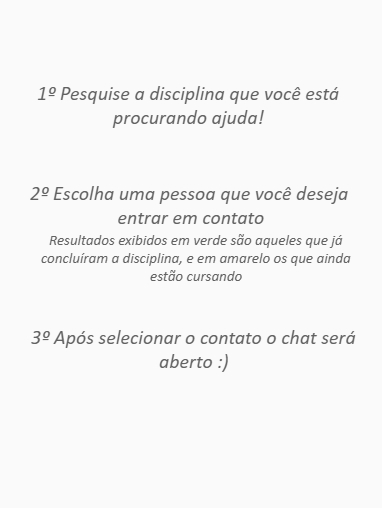 1º Pesquise a disciplina que você está
procurando ajuda!
2º Escolha uma pessoa que você deseja
entrar em contato
Resultados exibidos em verde são aqueles que já
concluíram a disciplina, e em amarelo os que ainda
estão cursando
3º Após selecionar o contato o chat será
aberto :)